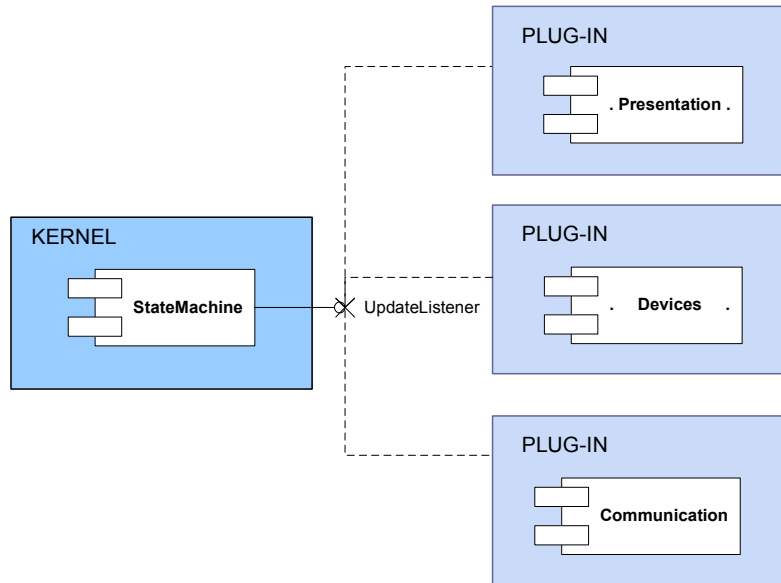 PLUG-IN
. Presentation .
KERNEL
StateMachine
UpdateListener
PLUG-IN
. Devices .
PLUG-IN
Communication